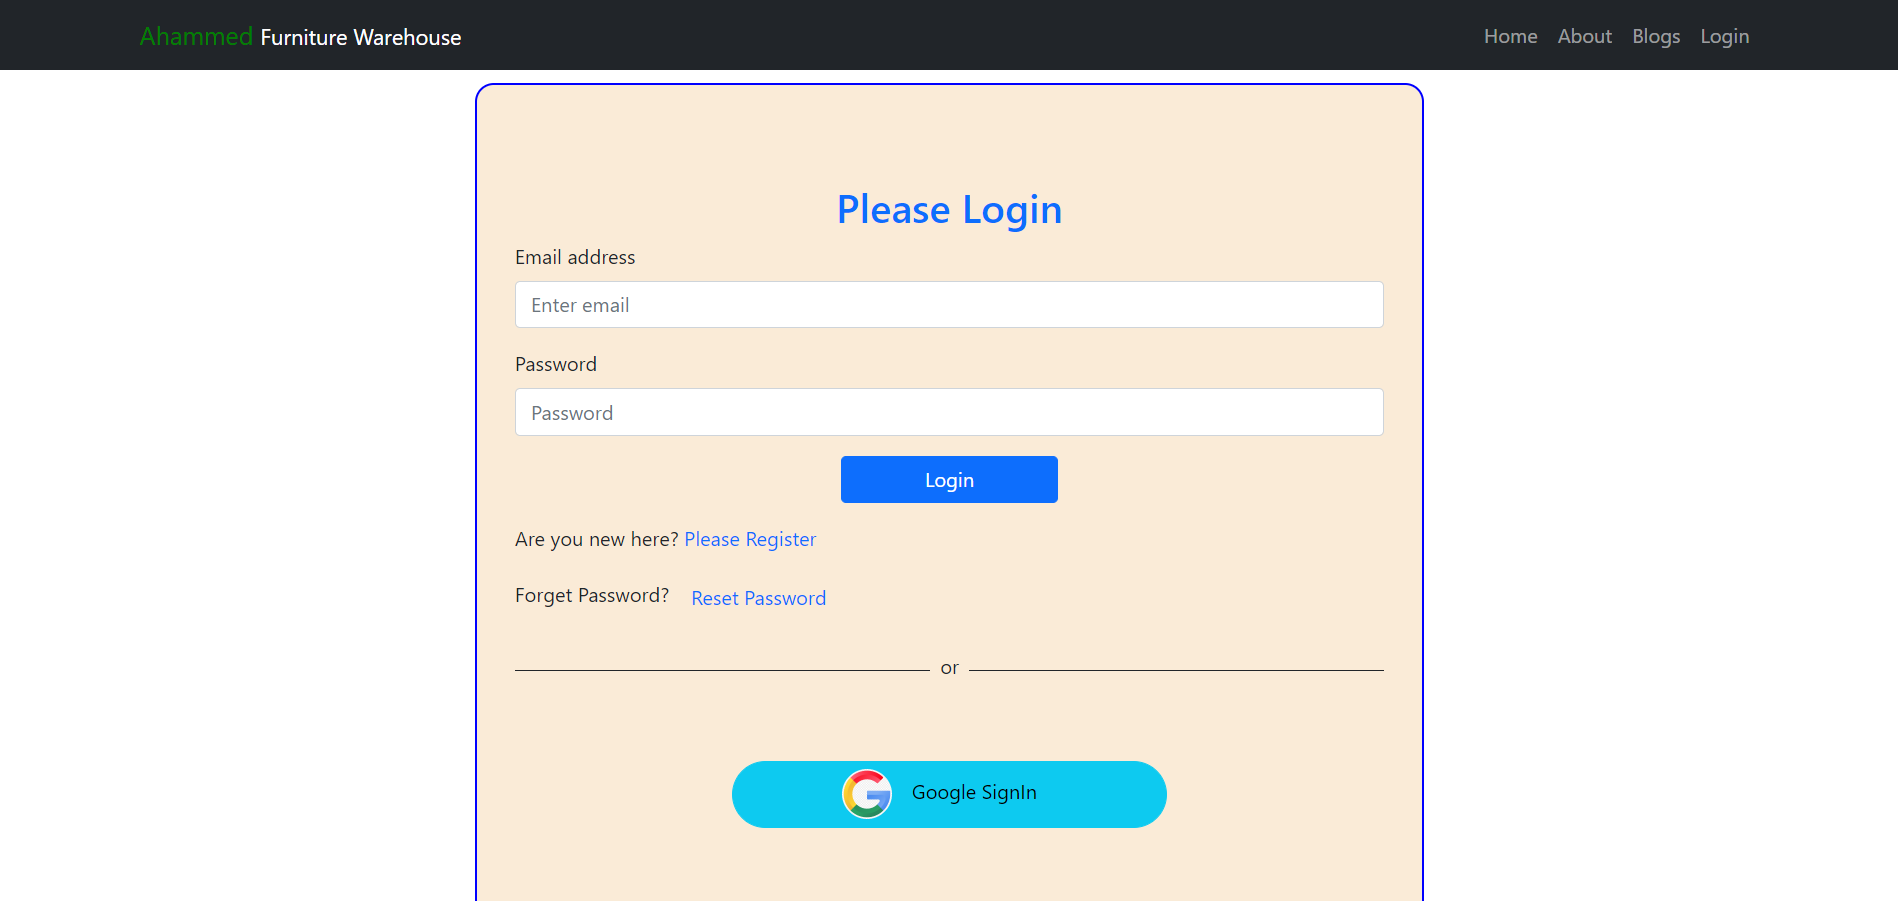 Ahammed Furniture Warehouse Home About Blogs Login
Please Login
Email address
Enter email
Password
Password
Login
Are you new here? Please Register
Forget Password? Reset Password
or
Google SignIn